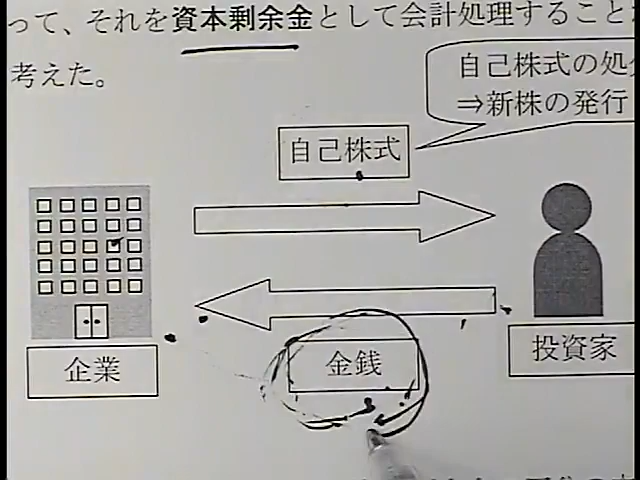 って、それを資本剰余金として会計処理すること
考えた。
自己株式の処
⇒新株の発行
自己株式
企業
金銭
投資家